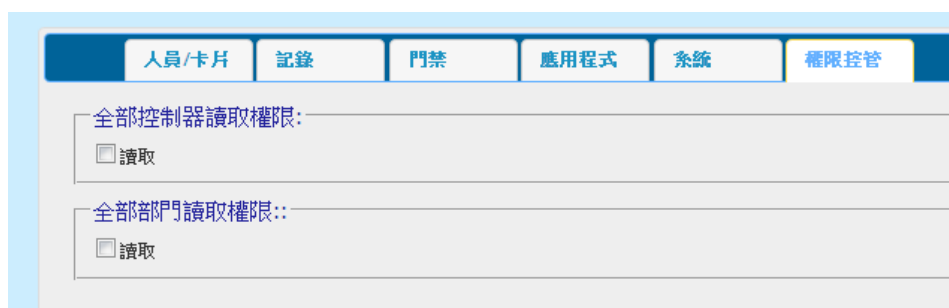 人員/卡片 記錄 門禁 應用程式 系統 權限控管
全部控制器讀取權限:
讀取
全部部門讀取權限::
讀取